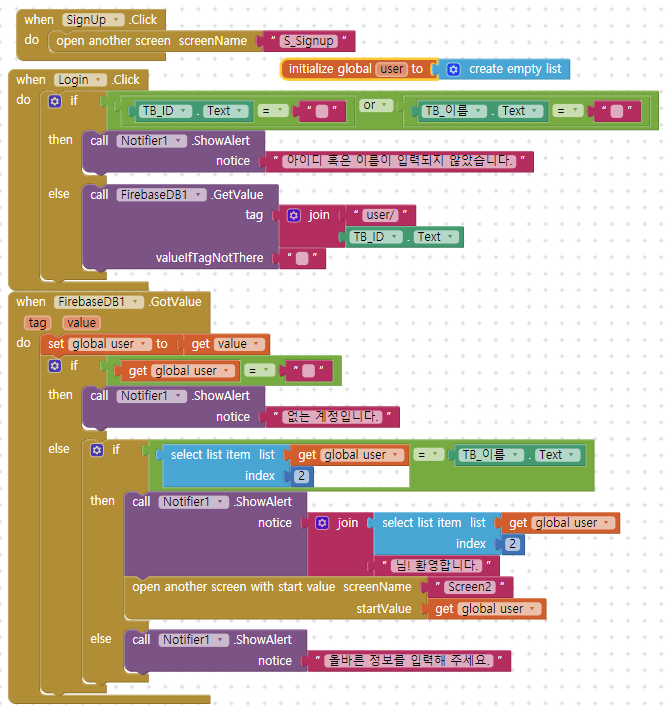 when SignUp .Click
do open another screen screenName " S_Signup "
initialize global user to create empty list
when Login .Click
do if TB_ID . Text = " " or TB_이름 . Text = " "
then call Notifier1 .ShowAlert
notice " 아이디 혹은 이름이 입력되지 않았습니다. "
else call FirebaseDB1 .GetValue
tag join " user/ "
TB_ID . Text
valueIfTagNotThere " "
when FirebaseDB1 .GotValue
tag value
do set global user to get value
if get global user = " "
then call Notifier1 .ShowAlert
notice " 없는 계정입니다. "
else if select list item list get global user = TB_이름 . Text
index 2
then call Notifier1 .ShowAlert
notice join select list item list get global user
index 2
" 님! 환영합니다. "
open another screen with start value screenName " Screen2 "
startValue get global user
else call Notifier1 .ShowAlert
notice " 올바른 정보를 입력해 주세요. "